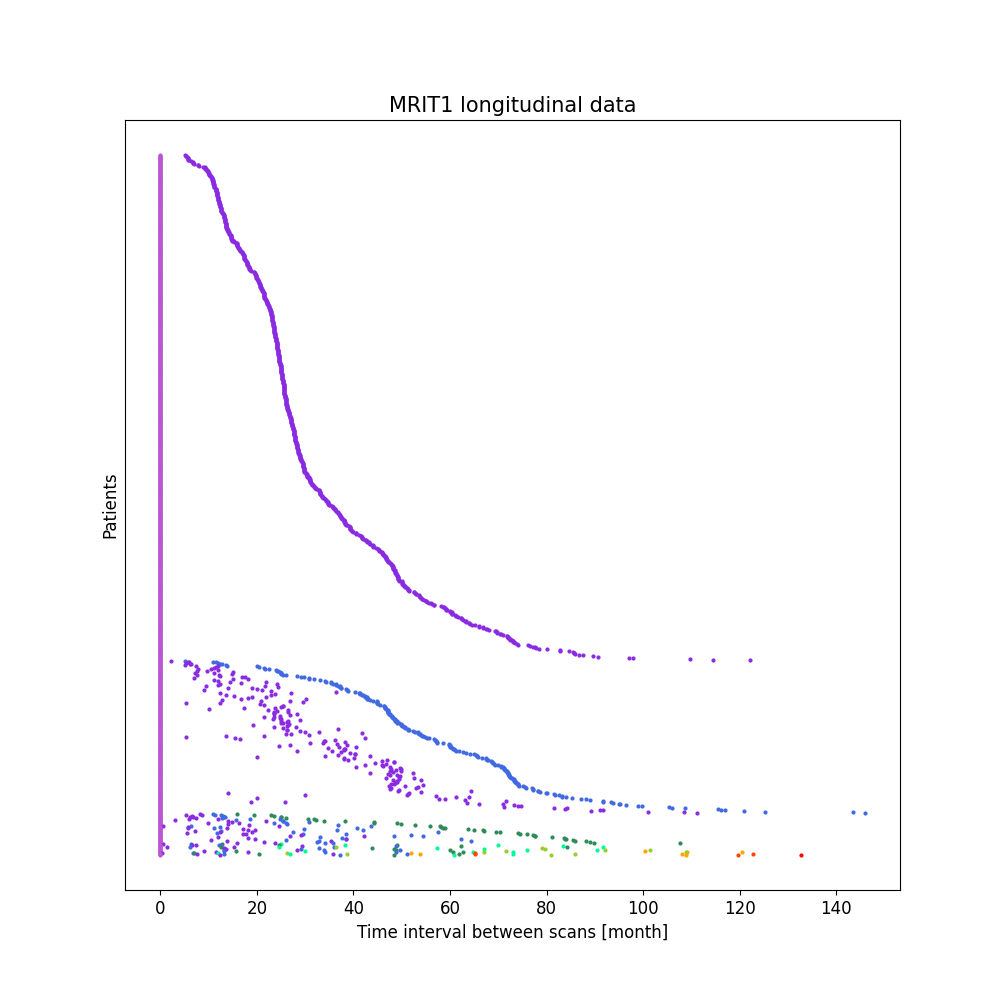 MRIT1 longitudinal data
Patients
0 20 40 60 80 100 120 140
Time interval between scans [month]